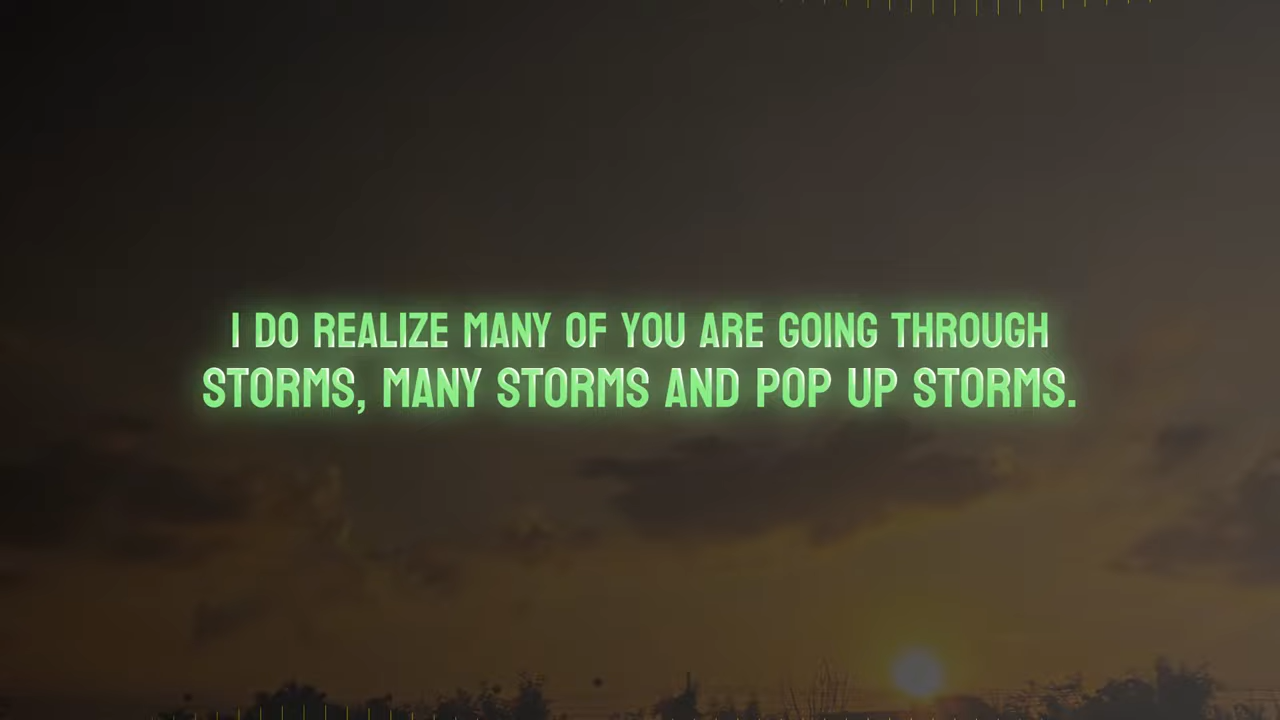 I DO REALIZE MANY OF YOU ARE GOING THROUGH
STORMS, MANY STORMS AND POP UP STORMS.